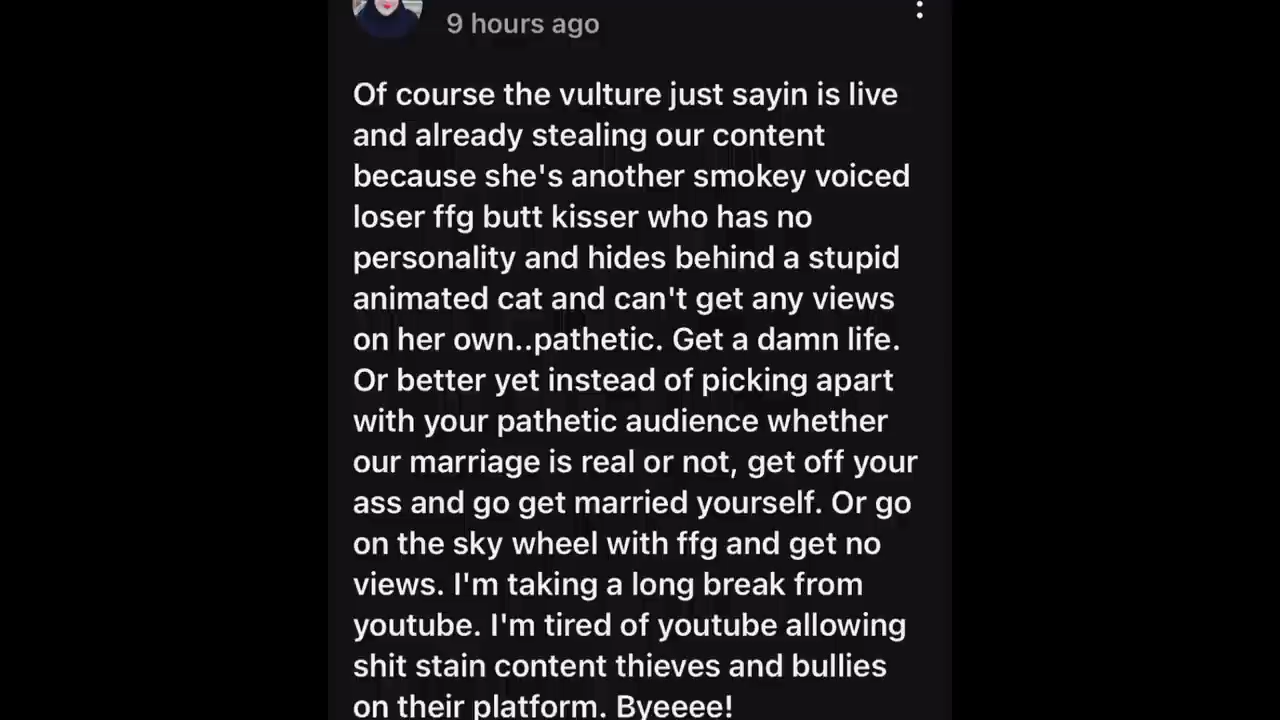 9 hours ago
Of course the vulture just sayin is live
and already stealing our content
because she's another smokey voiced
loser ffg butt kisser who has no
personality and hides behind a stupid
animated cat and can't get any views
on her own..pathetic. Get a damn life.
Or better yet instead of picking apart
with your pathetic audience whether
our marriage is real or not, get off your
ass and go get married yourself. Or go
on the sky wheel with ffg and get no
views. I'm taking a long break from
youtube. I'm tired of youtube allowing
shit stain content thieves and bullies
on their platform. Byeeee!